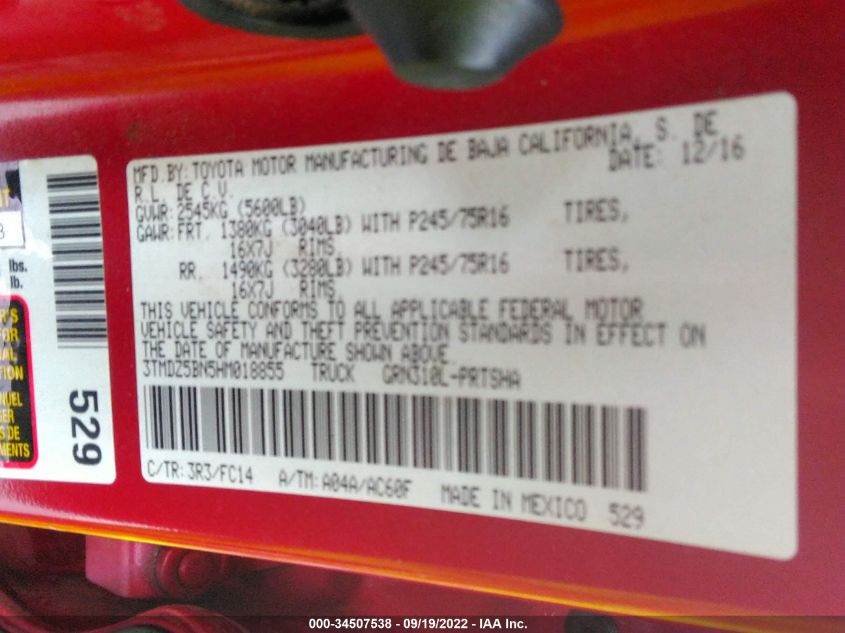 MFD.BY:TOYOTA MOTOR MANUFACTURING DE BAJA CALIFORNIA, S. DE
R.L. DE C.V. DATE: 12/16
GVWR:2545KG (5600LB)
GAWR:FRT. 1380KG (3040LB) WITH P245/75R16 TIRES,
16X7J RIMS
RR. 1490KG (3280LB) WITH P245/75R16 TIRES,
16X7J RIMS
THIS VEHICLE CONFORMS TO ALL APPLICABLE FEDERAL MOTOR
VEHICLE SAFETY AND THEFT PREVENTION STANDARDS IN EFFECT ON
THE DATE OF MANUFACTURE SHOWN ABOVE.
3TMDZ5BN5HM018855 TRUCK GRN310L-PRTSHA
C/TR:3R3/FC14 A/TM:A04A/AC60F MADE IN MEXICO 529
lbs.
lb.
529
000-34507538 - 09/19/2022 - IAA Inc.